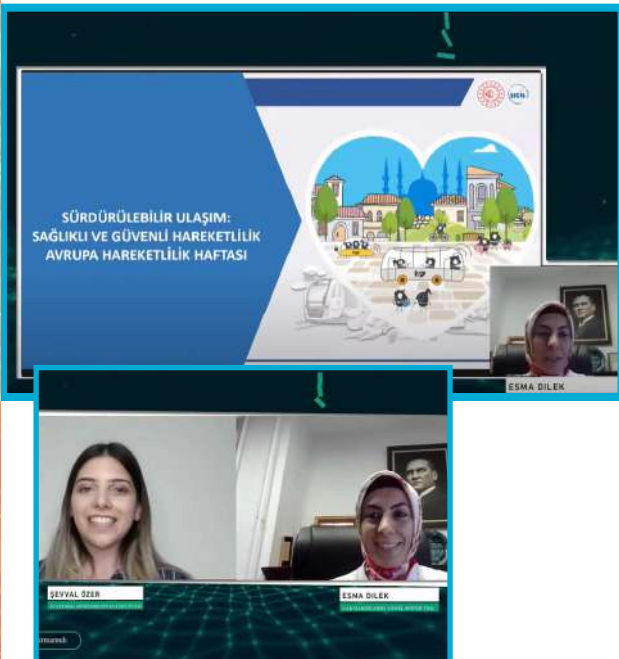 SÜRDÜRÜLEBİLİR ULAŞIM:
SAĞLIKLI VE GÜVENLİ HAREKETLİLİK
AVRUPA HAREKETLİLİK HAFTASI
ESMA DILEK
ŞEVVAL ÖZER
ESMA DILEK